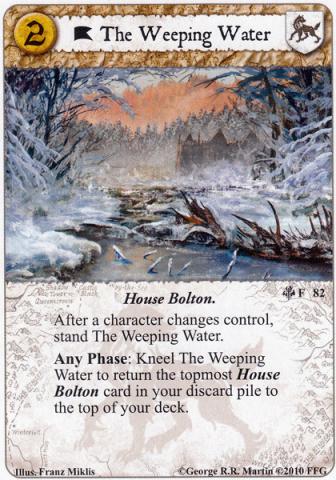 2 The Weeping Water
House Bolton.
F 82
After a character changes control,
stand The Weeping Water.
Any Phase: Kneel The Weeping
Water to return the topmost House
Bolton card in your discard pile to
the top of your deck.
Winterfell
Illus. Franz Miklis
©George R.R. Martin ©2010 FFG